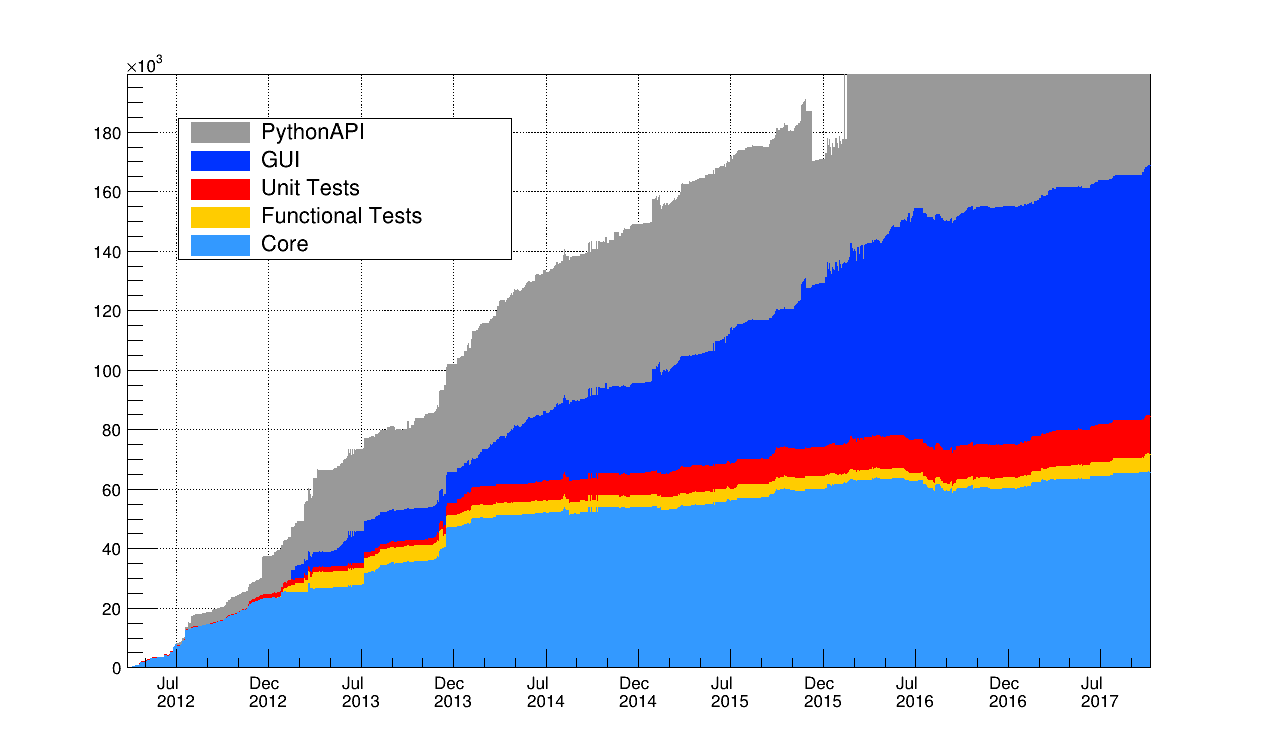 ×10³
180
160
140
120
100
80
60
40
20
0
PythonAPI
GUI
Unit Tests
Functional Tests
Core
Jul Dec Jul Dec Jul Dec Jul Dec Jul Dec Jul
2012 2012 2013 2013 2014 2014 2015 2015 2016 2016 2017